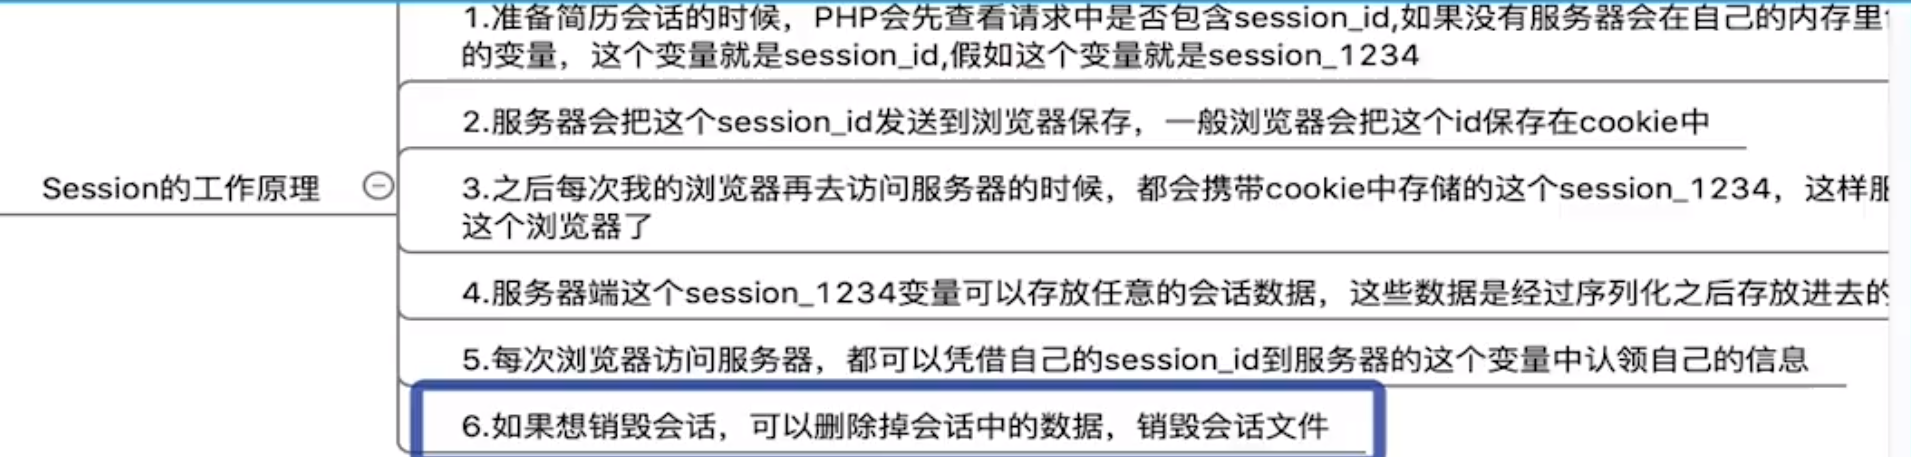 1.准备简历会话的时候，PHP会先查看请求中是否包含session_id,如果没有服务器会在自己的内存里
的变量，这个变量就是session_id,假如这个变量就是session_1234
2.服务器会把这个session_id发送到浏览器保存，一般浏览器会把这个id保存在cookie中
Session的工作原理
3.之后每次我的浏览器再去访问服务器的时候，都会携带cookie中存储的这个session_1234，这样服
这个浏览器了
4.服务器端这个session_1234变量可以存放任意的会话数据，这些数据是经过序列化之后存放进去的
5.每次浏览器访问服务器，都可以凭借自己的session_id到服务器的这个变量中认领自己的信息
6.如果想销毁会话，可以删除掉会话中的数据，销毁会话文件